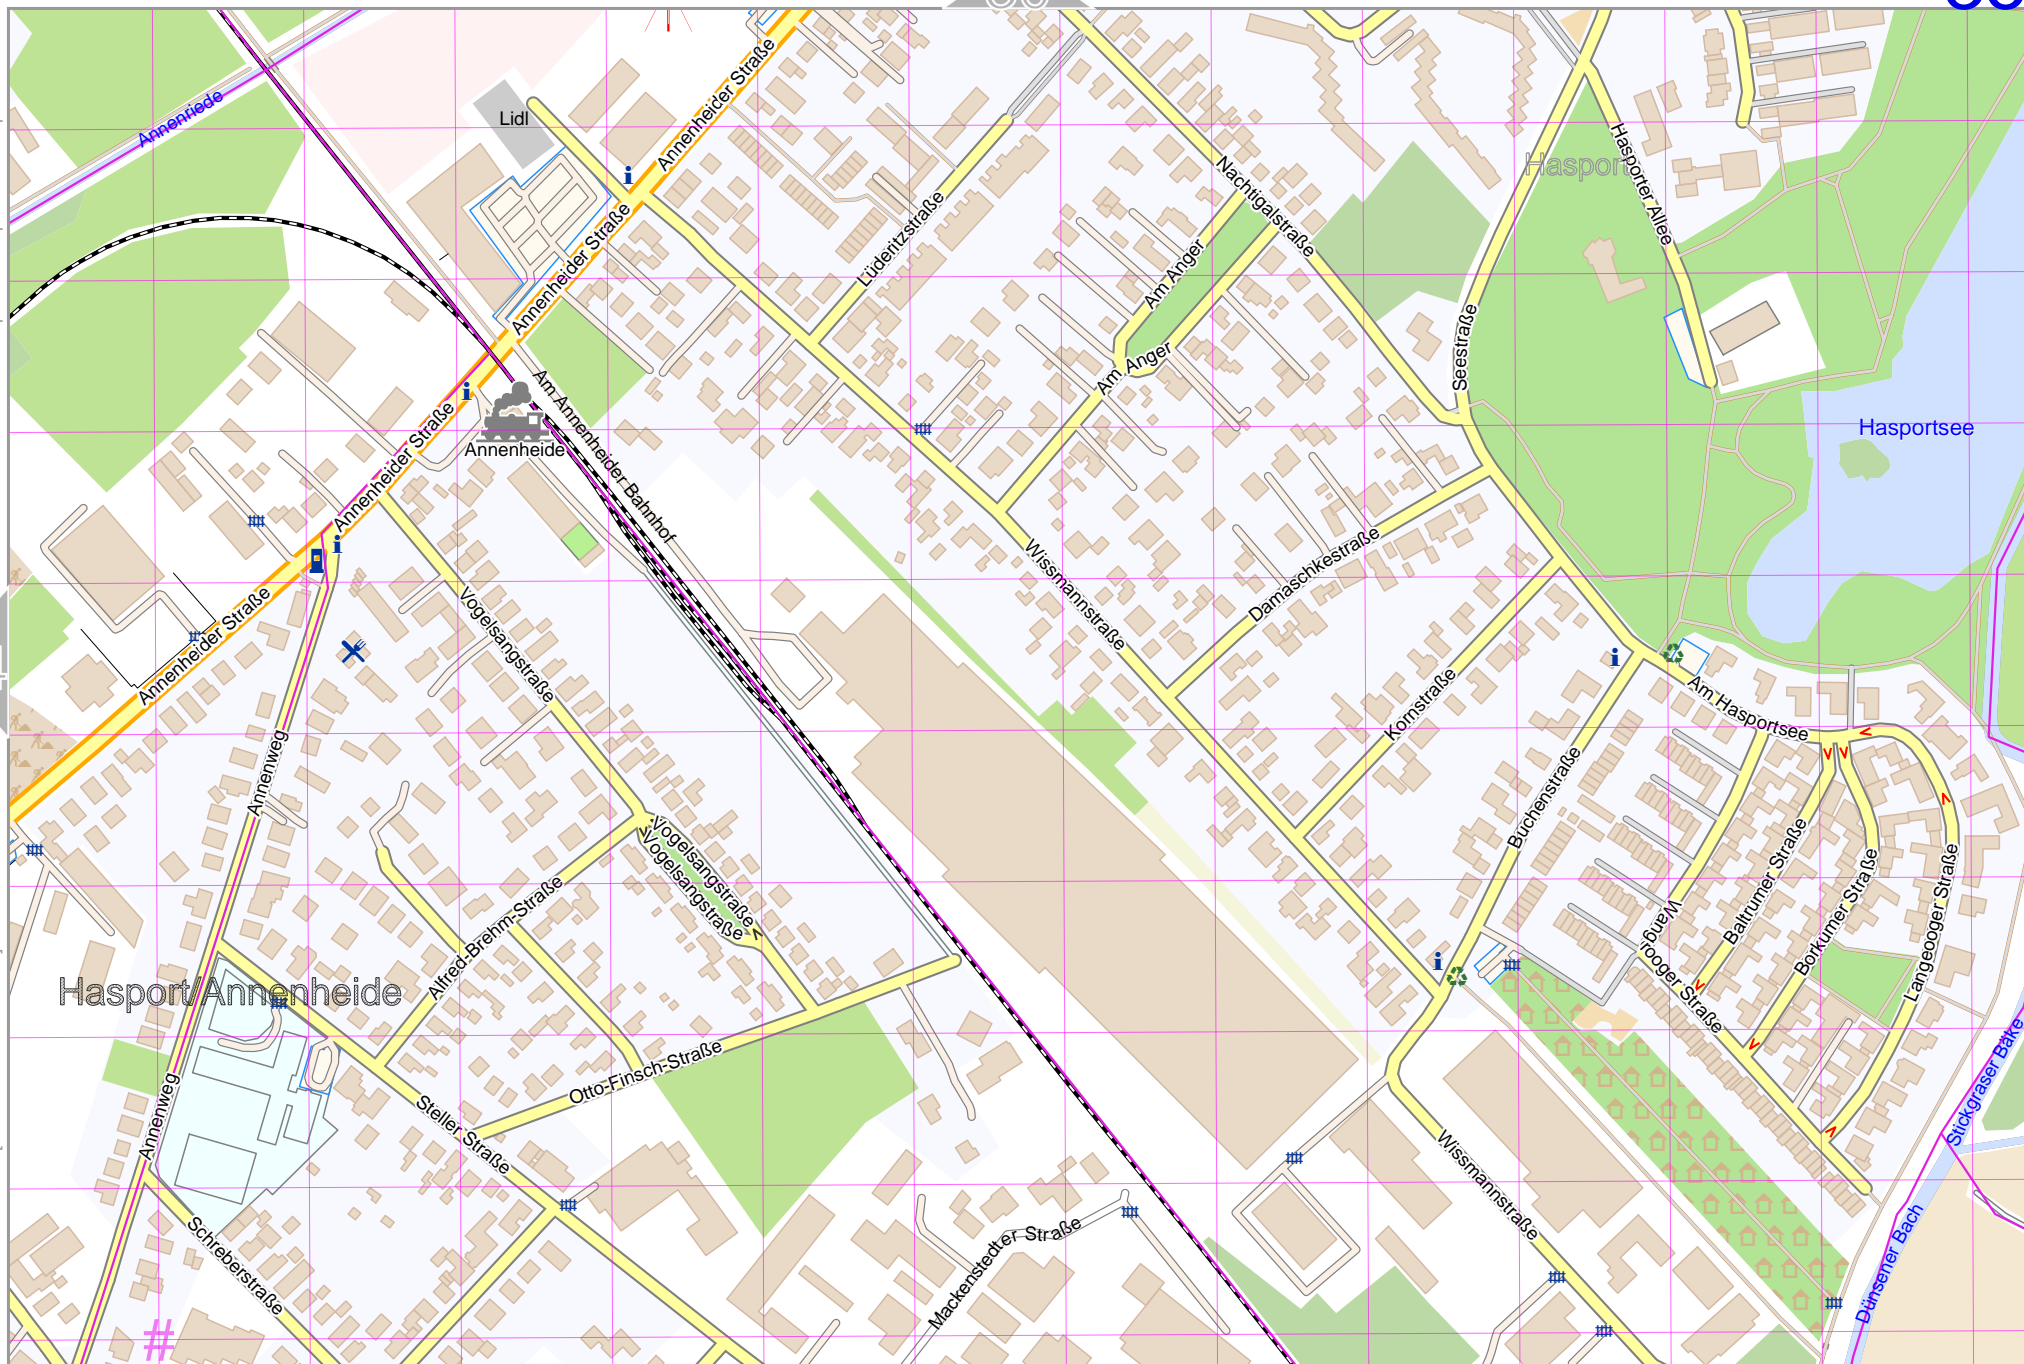 Annenriede
Lidl
Annenheider Straße
Annenheider Straße
Nachtigalstraße
Hasport
Hasporter Allee
Lüderitzstraße
Am Anger
Am Anger
Seestraße
Hasportsee
Annenheide
Am Annenheider Bahnhof
Annenheider Straße
Annenheider Straße
Vogelsangstraße
Wissmannstraße
Damaschkestraße
Kornstraße
Am Hasportsee
Annenweg
Buchenstraße
Vogelsangstraße
Vogelsangstraße
Alfred-Brehm-Straße
Baltrumer Straße
Borkumer Straße
Langeooger Straße
Wangerooger Straße
Hasport/Annenheide
Otto-Finsch-Straße
Steller Straße
Annenweg
Stickgraser Bäke
Wissmannstraße
Schreberstraße
Mackenstedter Straße
Dünsener Bach
#